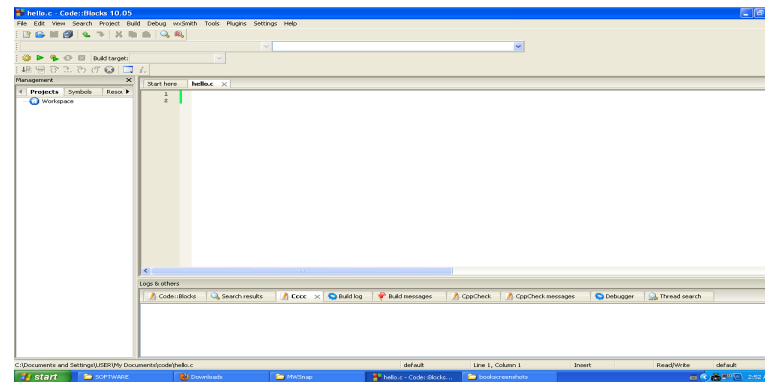 hello.c - Code::Blocks 10.05
File Edit View Search Project Build Debug wxSmith Tools Plugins Settings Help
Build target:
Management
Projects Symbols Resou
Workspace
Start here hello.c
1
2
Logs & others
Code::Blocks Search results Cccc Build log Build messages CppCheck CppCheck messages Debugger Thread search
C:\Documents and Settings\USER\My Documents\code\hello.c default Line 1, Column 1 Insert Read/Write default
start SOFTWARE Downloads MWSnap hello.c - Code::Blocks... bookscreenshots 2:52